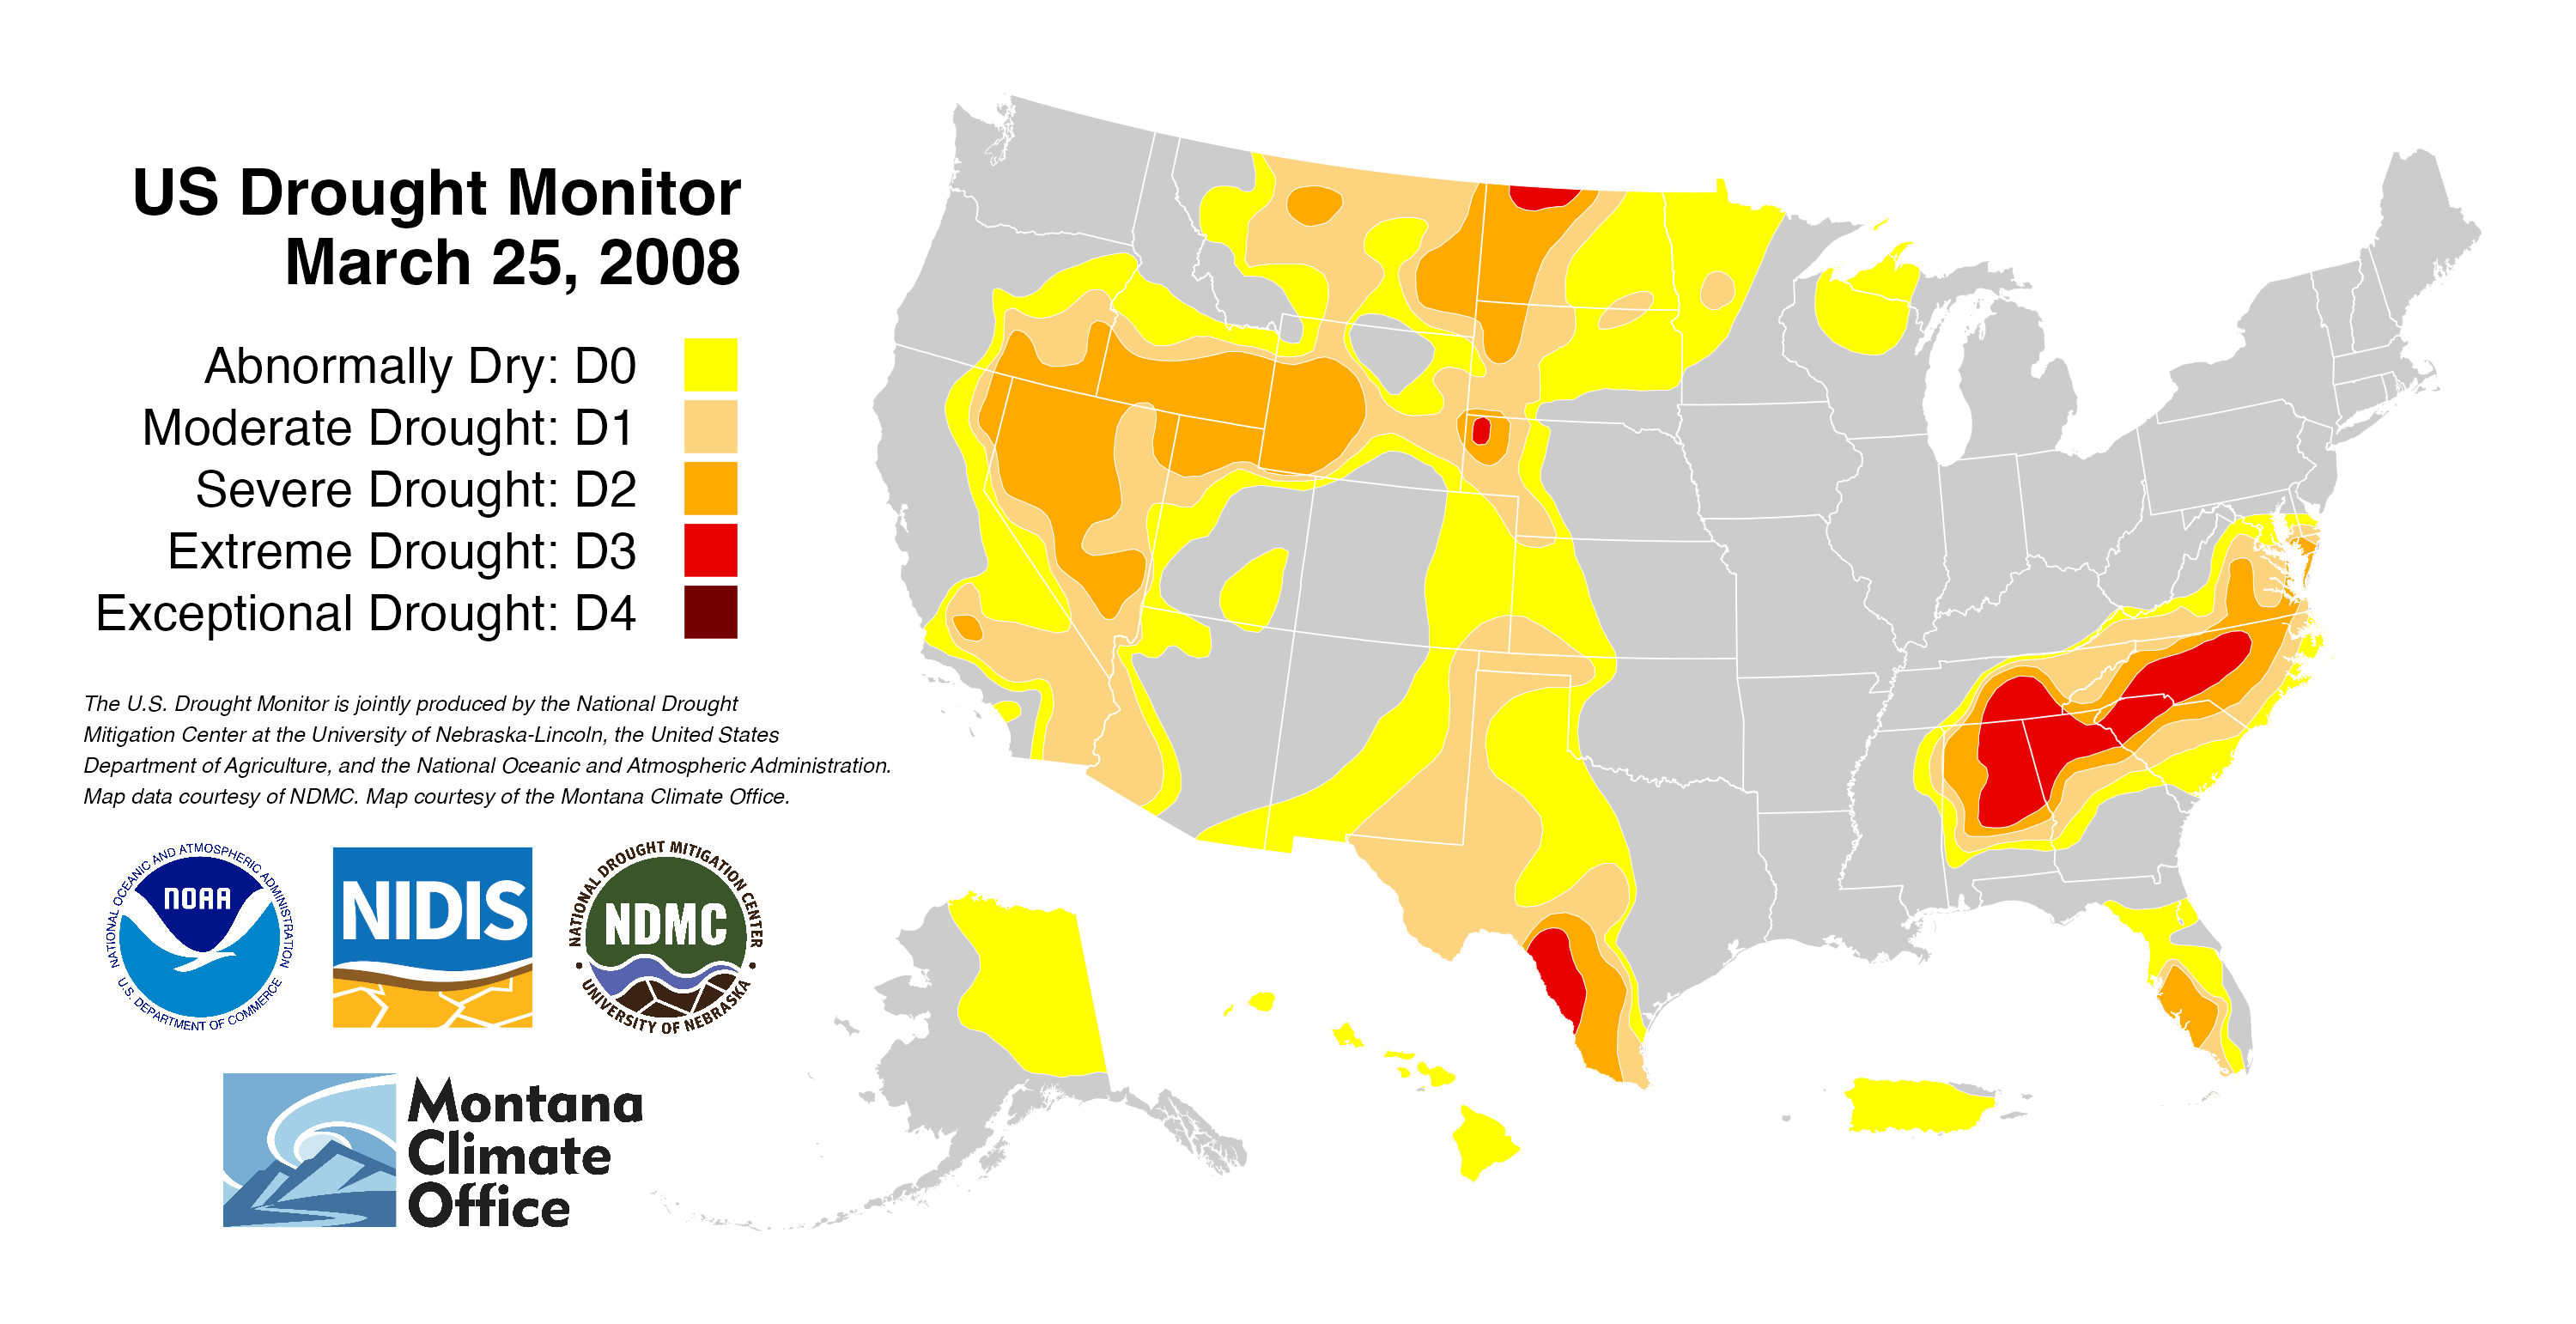 US Drought Monitor
March 25, 2008
Abnormally Dry: D0
Moderate Drought: D1
Severe Drought: D2
Extreme Drought: D3
Exceptional Drought: D4
The U.S. Drought Monitor is jointly produced by the National Drought
Mitigation Center at the University of Nebraska-Lincoln, the United States
Department of Agriculture, and the National Oceanic and Atmospheric Administration.
Map data courtesy of NDMC. Map courtesy of the Montana Climate Office.
NATIONAL OCEANIC AND ATMOSPHERIC ADMINISTRATION
NOAA
U.S. DEPARTMENT OF COMMERCE
NIDIS
NATIONAL DROUGHT MITIGATION CENTER
NDMC
UNIVERSITY OF NEBRASKA
Montana
Climate
Office